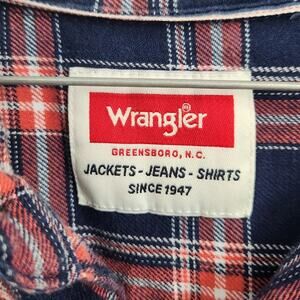 Wrangler®
GREENSBORO, N.C.
JACKETS - JEANS - SHIRTS
SINCE 1947